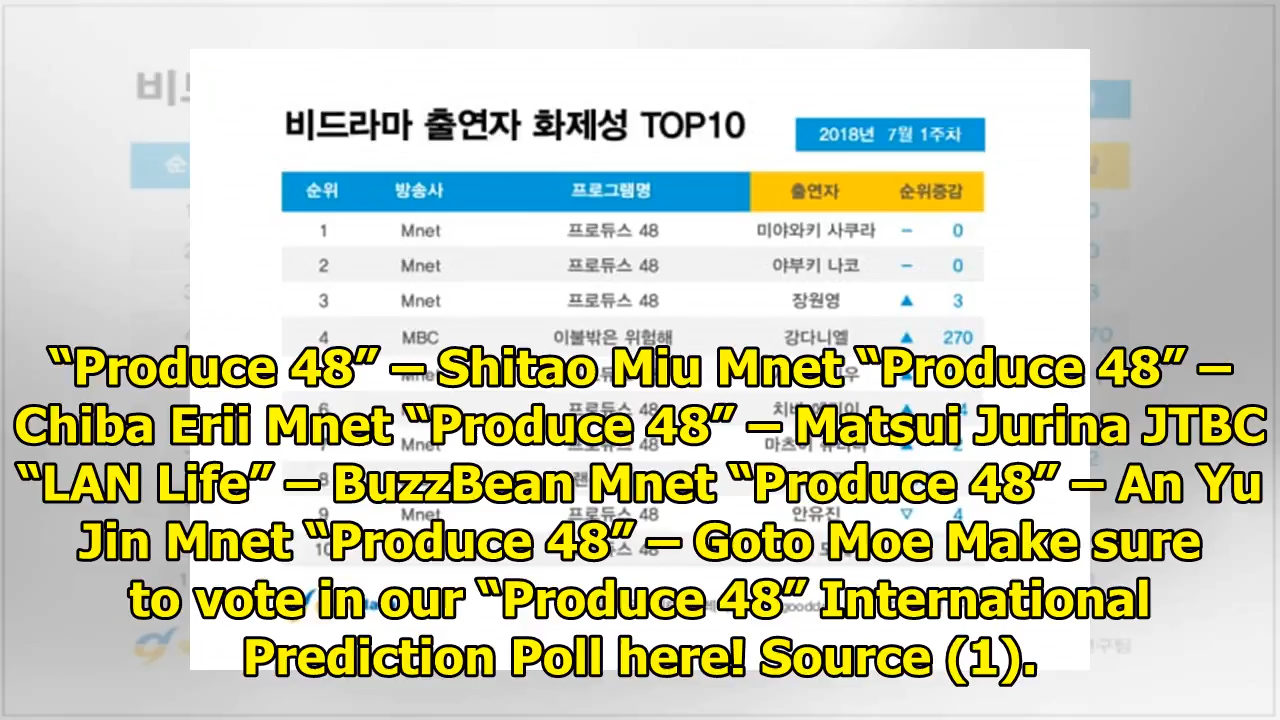 비드라마 출연자 화제성 TOP10
2018년 7월 1주차
순위 방송사 프로그램명 출연자 순위증감
1 Mnet 프로듀스 48 미야와키 사쿠라 – 0
2 Mnet 프로듀스 48 야부키 나코 – 0
3 Mnet 프로듀스 48 장원영 ▲ 3
4 MBC 이불밖은 위험해 강다니엘 ▲ 270
“Produce 48” – Shitao Miu Mnet “Produce 48” –
Chiba Erii Mnet “Produce 48” – Matsui Jurina JTBC
“LAN Life” – BuzzBean Mnet “Produce 48” – An Yu
9 Mnet 프로듀스 48 안유진 ▽ 4
Jin Mnet “Produce 48” – Goto Moe Make sure
to vote in our “Produce 48” International
Prediction Poll here! Source (1).